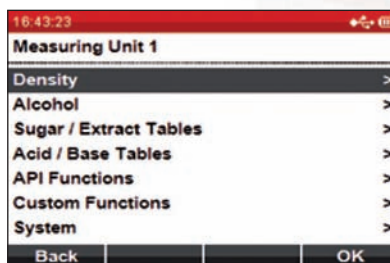 16:43:23
Measuring Unit 1
Density >
Alcohol >
Sugar / Extract Tables >
Acid / Base Tables >
API Functions >
Custom Functions >
System >
Back OK